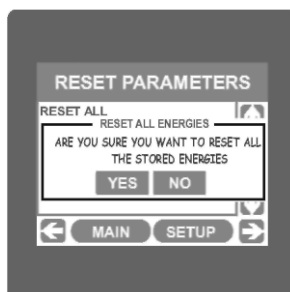 RESET PARAMETERS
RESET ALL
RESET ALL ENERGIES
ARE YOU SURE YOU WANT TO RESET ALL
THE STORED ENERGIES
YES NO
MAIN SETUP